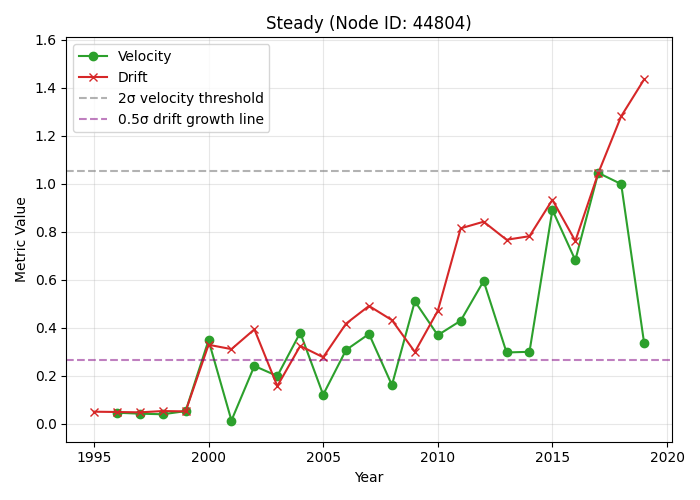 Steady (Node ID: 44804)
Velocity
Drift
2σ velocity threshold
0.5σ drift growth line
Metric Value
1.6
1.4
1.2
1.0
0.8
0.6
0.4
0.2
0.0
1995
2000
2005
2010
2015
2020
Year